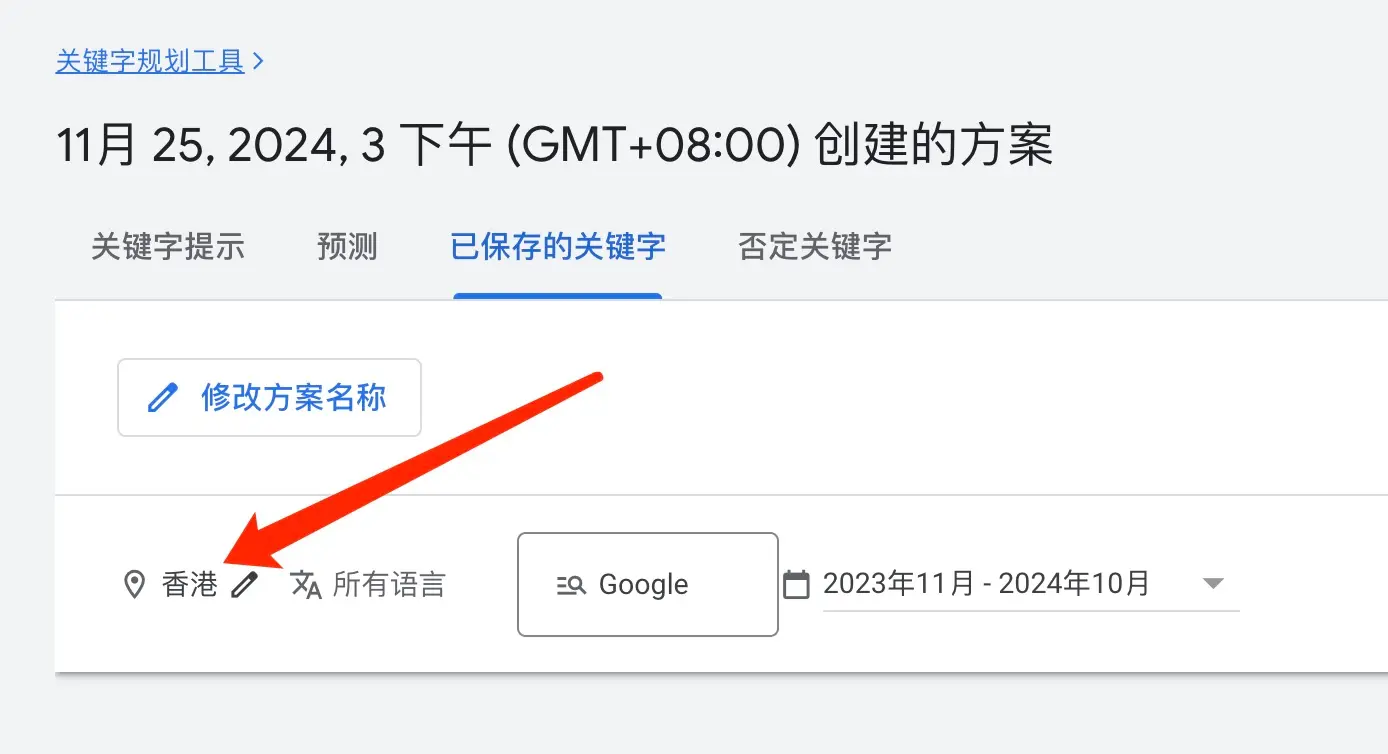 关键字规划工具
11月 25, 2024, 3 下午 (GMT+08:00) 创建的方案
关键字提示 预测 已保存的关键字 否定关键字
修改方案名称
香港 所有语言 Google 2023年11月 - 2024年10月